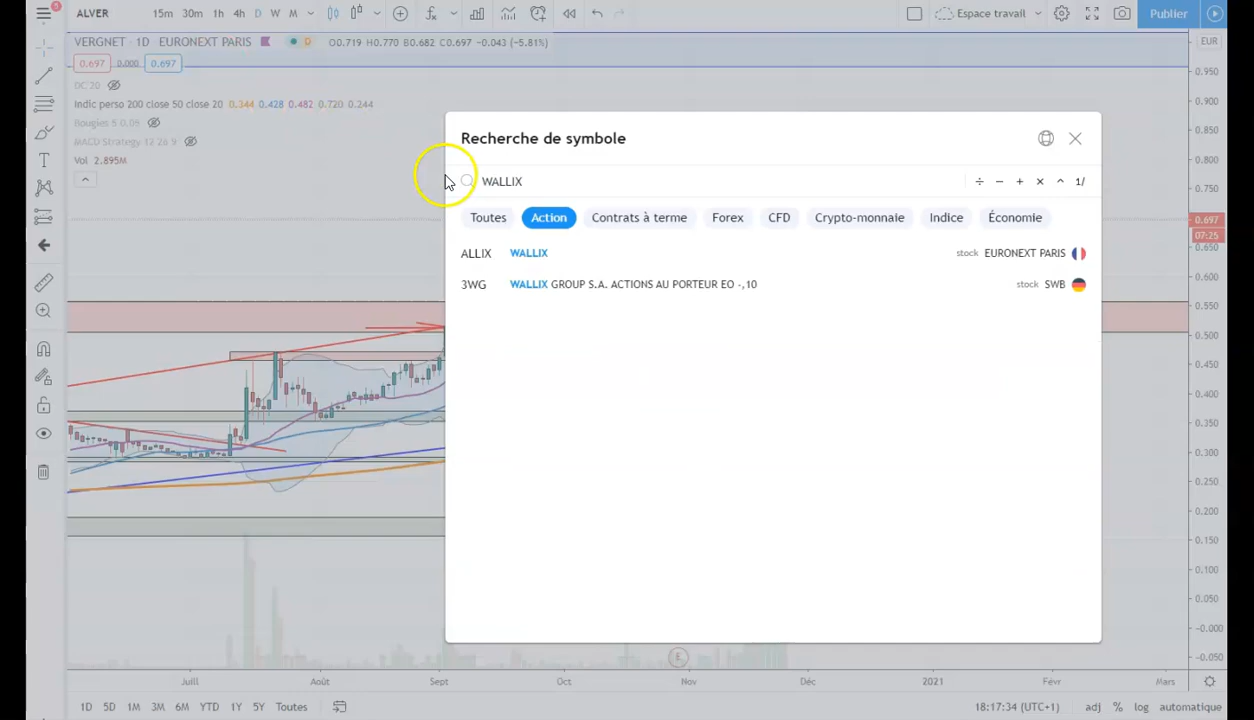 5
ALVER
15m 30m 1h 4h D W M
Espace travail
Publier
VERGNET · 1D EURONEXT PARIS
D
O0.719 H0.770 B0.682 C0.697 -0.043 (-5.81%)
EUR
0.697 0.000 0.697
DC 20
Indic perso 200 close 50 close 20 0.344 0.428 0.482 0.720 0.244
Bougies 5 0,05
MACD Strategy 12 26 9
Vol 2.895M
Recherche de symbole
WALLIX
÷ − + × ^ 1/
Toutes Action Contrats à terme Forex CFD Crypto-monnaie Indice Économie
ALLIX WALLIX stock EURONEXT PARIS
3WG WALLIX GROUP S.A. ACTIONS AU PORTEUR EO -,10 stock SWB
0.950
0.900
0.850
0.800
0.750
0.697
07:25
0.650
0.600
0.550
0.500
0.450
0.400
0.350
0.300
0.250
0.200
0.150
0.100
0.050
-0.000
-0.050
E
Juill Août Sept Oct Nov Déc 2021 Févr Mars
1D 5D 1M 3M 6M YTD 1Y 5Y Toutes
18:17:34 (UTC+1)
adj % log automatique